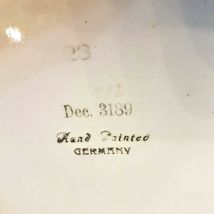 23
Dec. 3189
Hand Painted
GERMANY